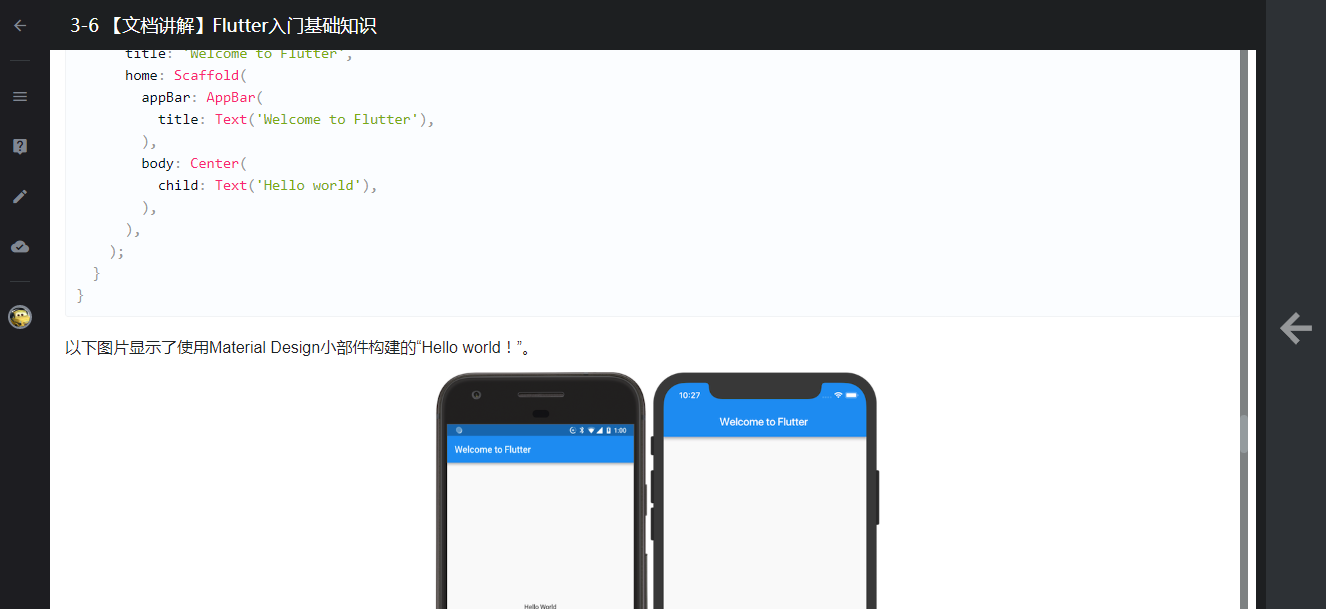 3-6 【文档讲解】Flutter入门基础知识
title: 'Welcome to Flutter',
home: Scaffold(
appBar: AppBar(
title: Text('Welcome to Flutter'),
),
body: Center(
child: Text('Hello world'),
),
),
);
}
}
以下图片显示了使用Material Design小部件构建的“Hello world！”。
1:00
Welcome to Flutter
Hello World
10:27
Welcome to Flutter